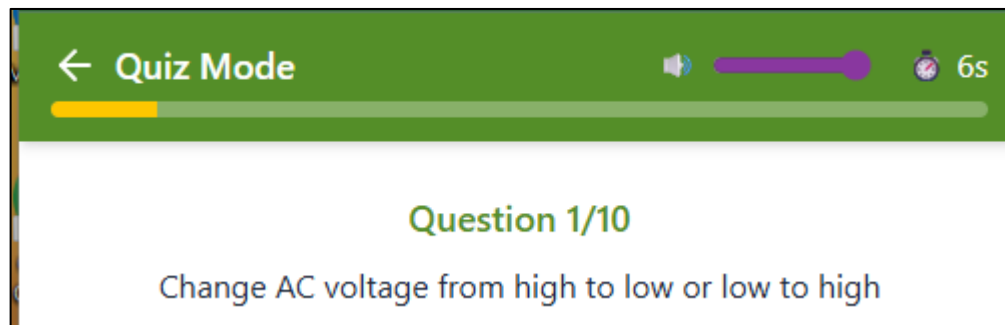 Quiz Mode 6s
Question 1/10
Change AC voltage from high to low or low to high